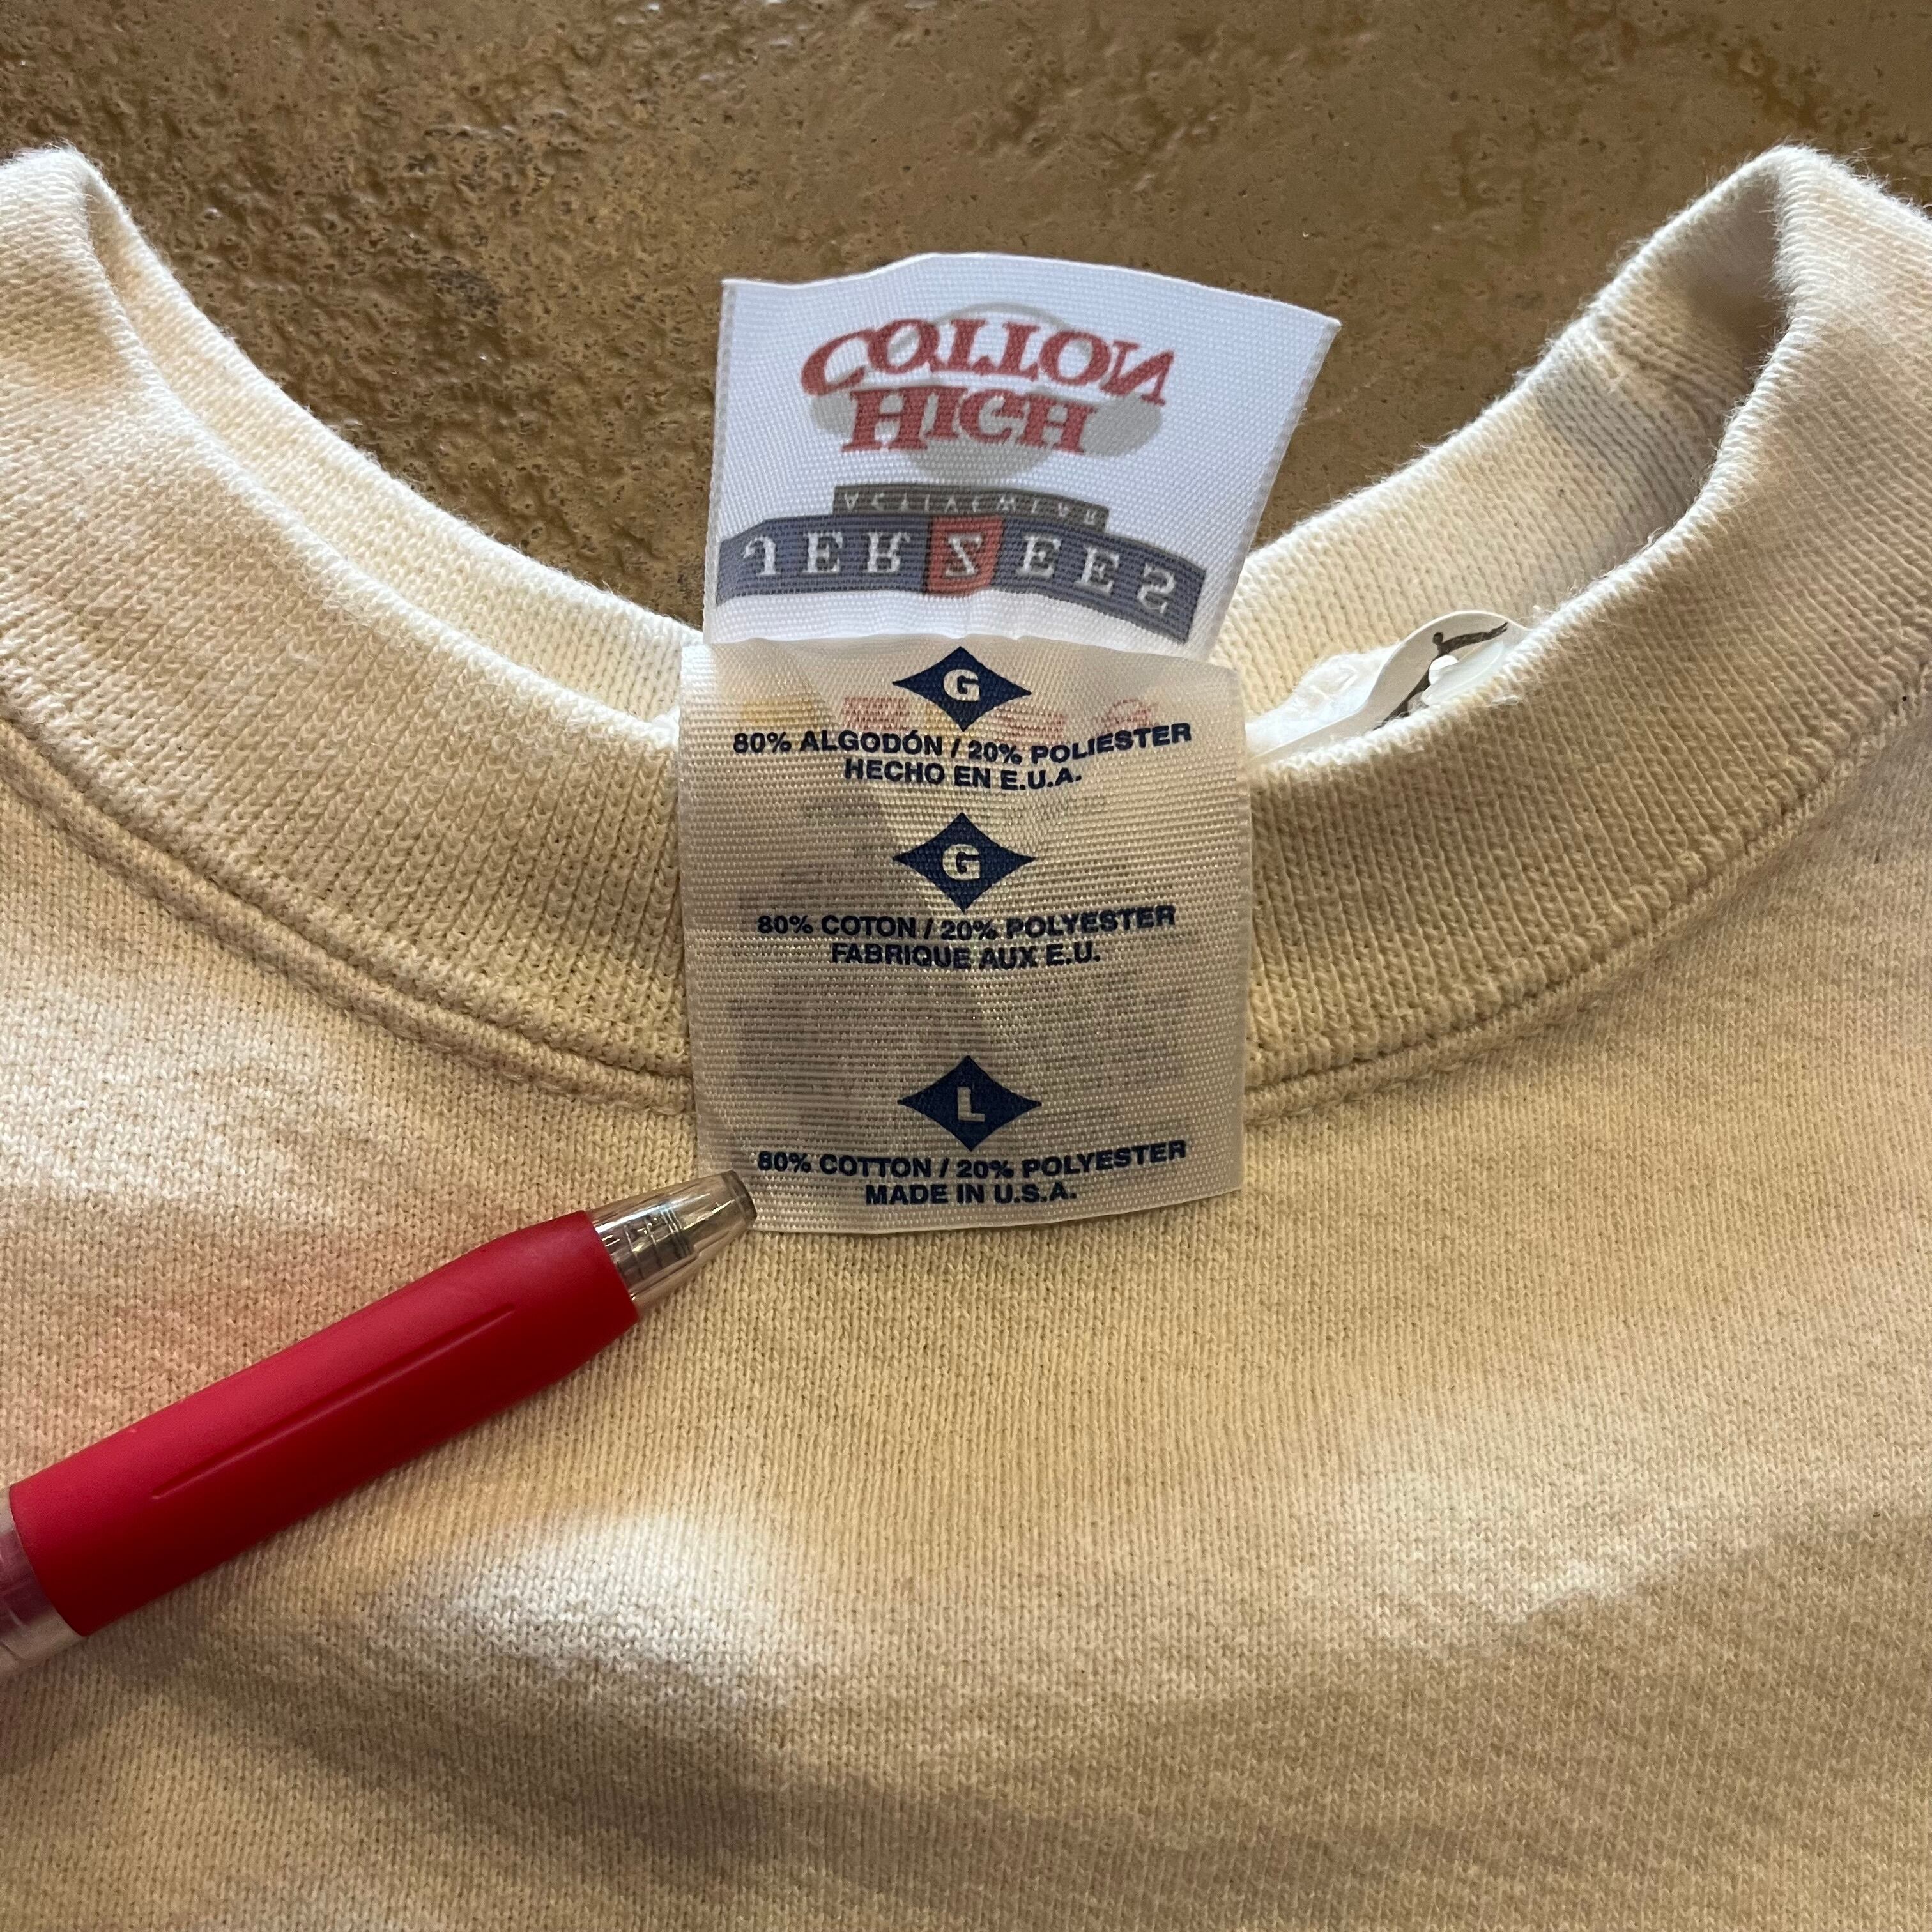 HIGH
COTTON
ACTIVEWEAR
JERZEES
G
80% ALGODÓN / 20% POLIESTER
HECHO EN E.U.A.
G
80% COTON / 20% POLYESTER
FABRIQUE AUX E.U.
L
80% COTTON / 20% POLYESTER
MADE IN U.S.A.